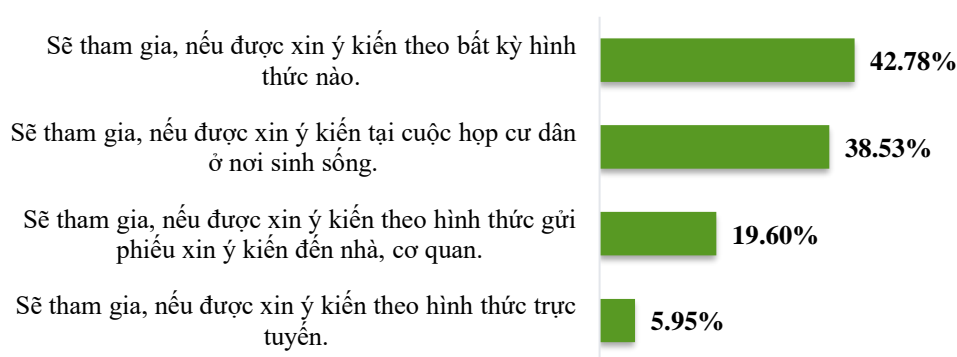 Sẽ tham gia, nếu được xin ý kiến theo bất kỳ hình
thức nào.
42.78%
Sẽ tham gia, nếu được xin ý kiến tại cuộc họp cư dân
ở nơi sinh sống.
38.53%
Sẽ tham gia, nếu được xin ý kiến theo hình thức gửi
phiếu xin ý kiến đến nhà, cơ quan.
19.60%
Sẽ tham gia, nếu được xin ý kiến theo hình thức trực
tuyến.
5.95%